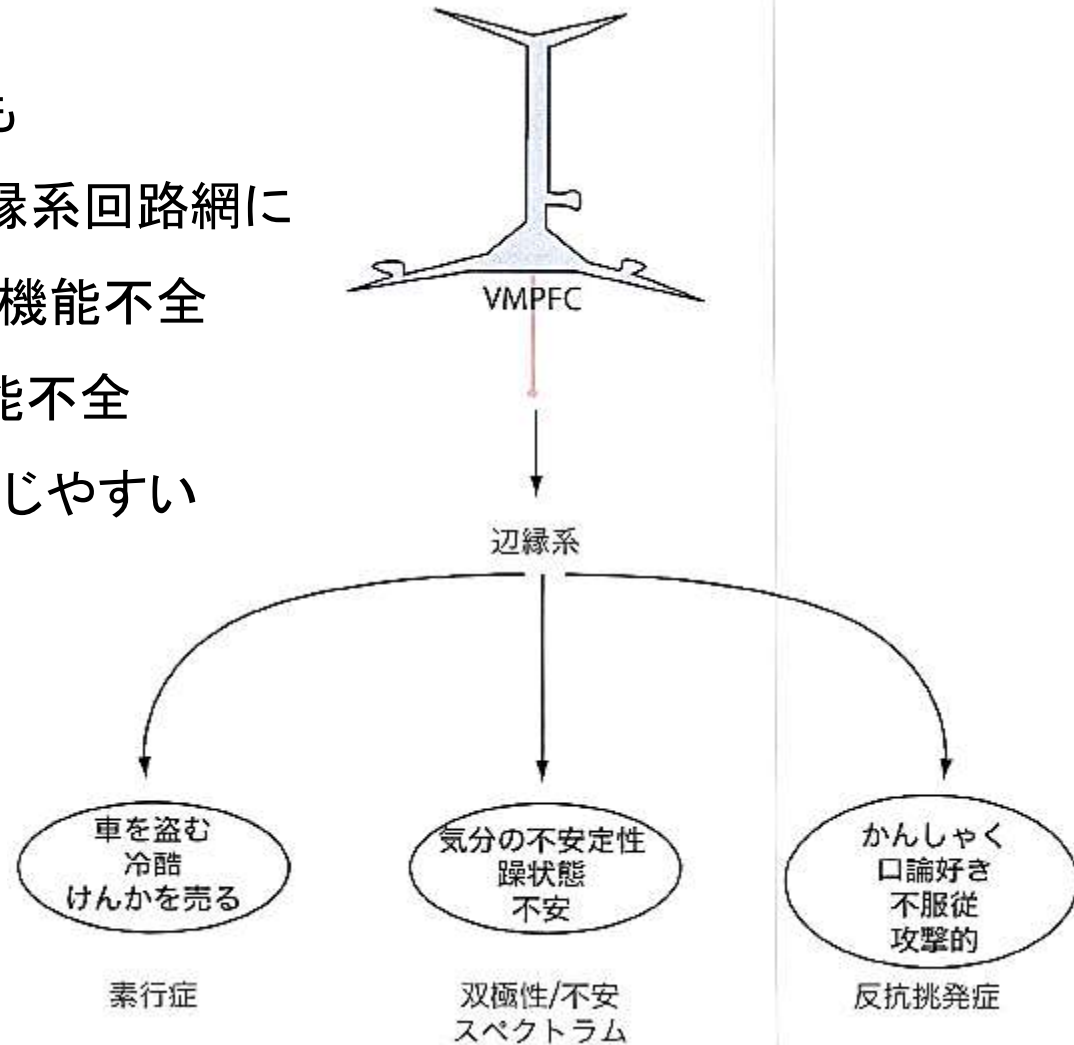 も
縁系回路網に
機能不全
能不全
じやすい
VMPFC
辺縁系
車を盗む
冷酷
けんかを売る
素行症
気分の不安定性
躁状態
不安
双極性/不安
スペクトラム
かんしゃく
口論好き
不服従
攻撃的
反抗挑発症